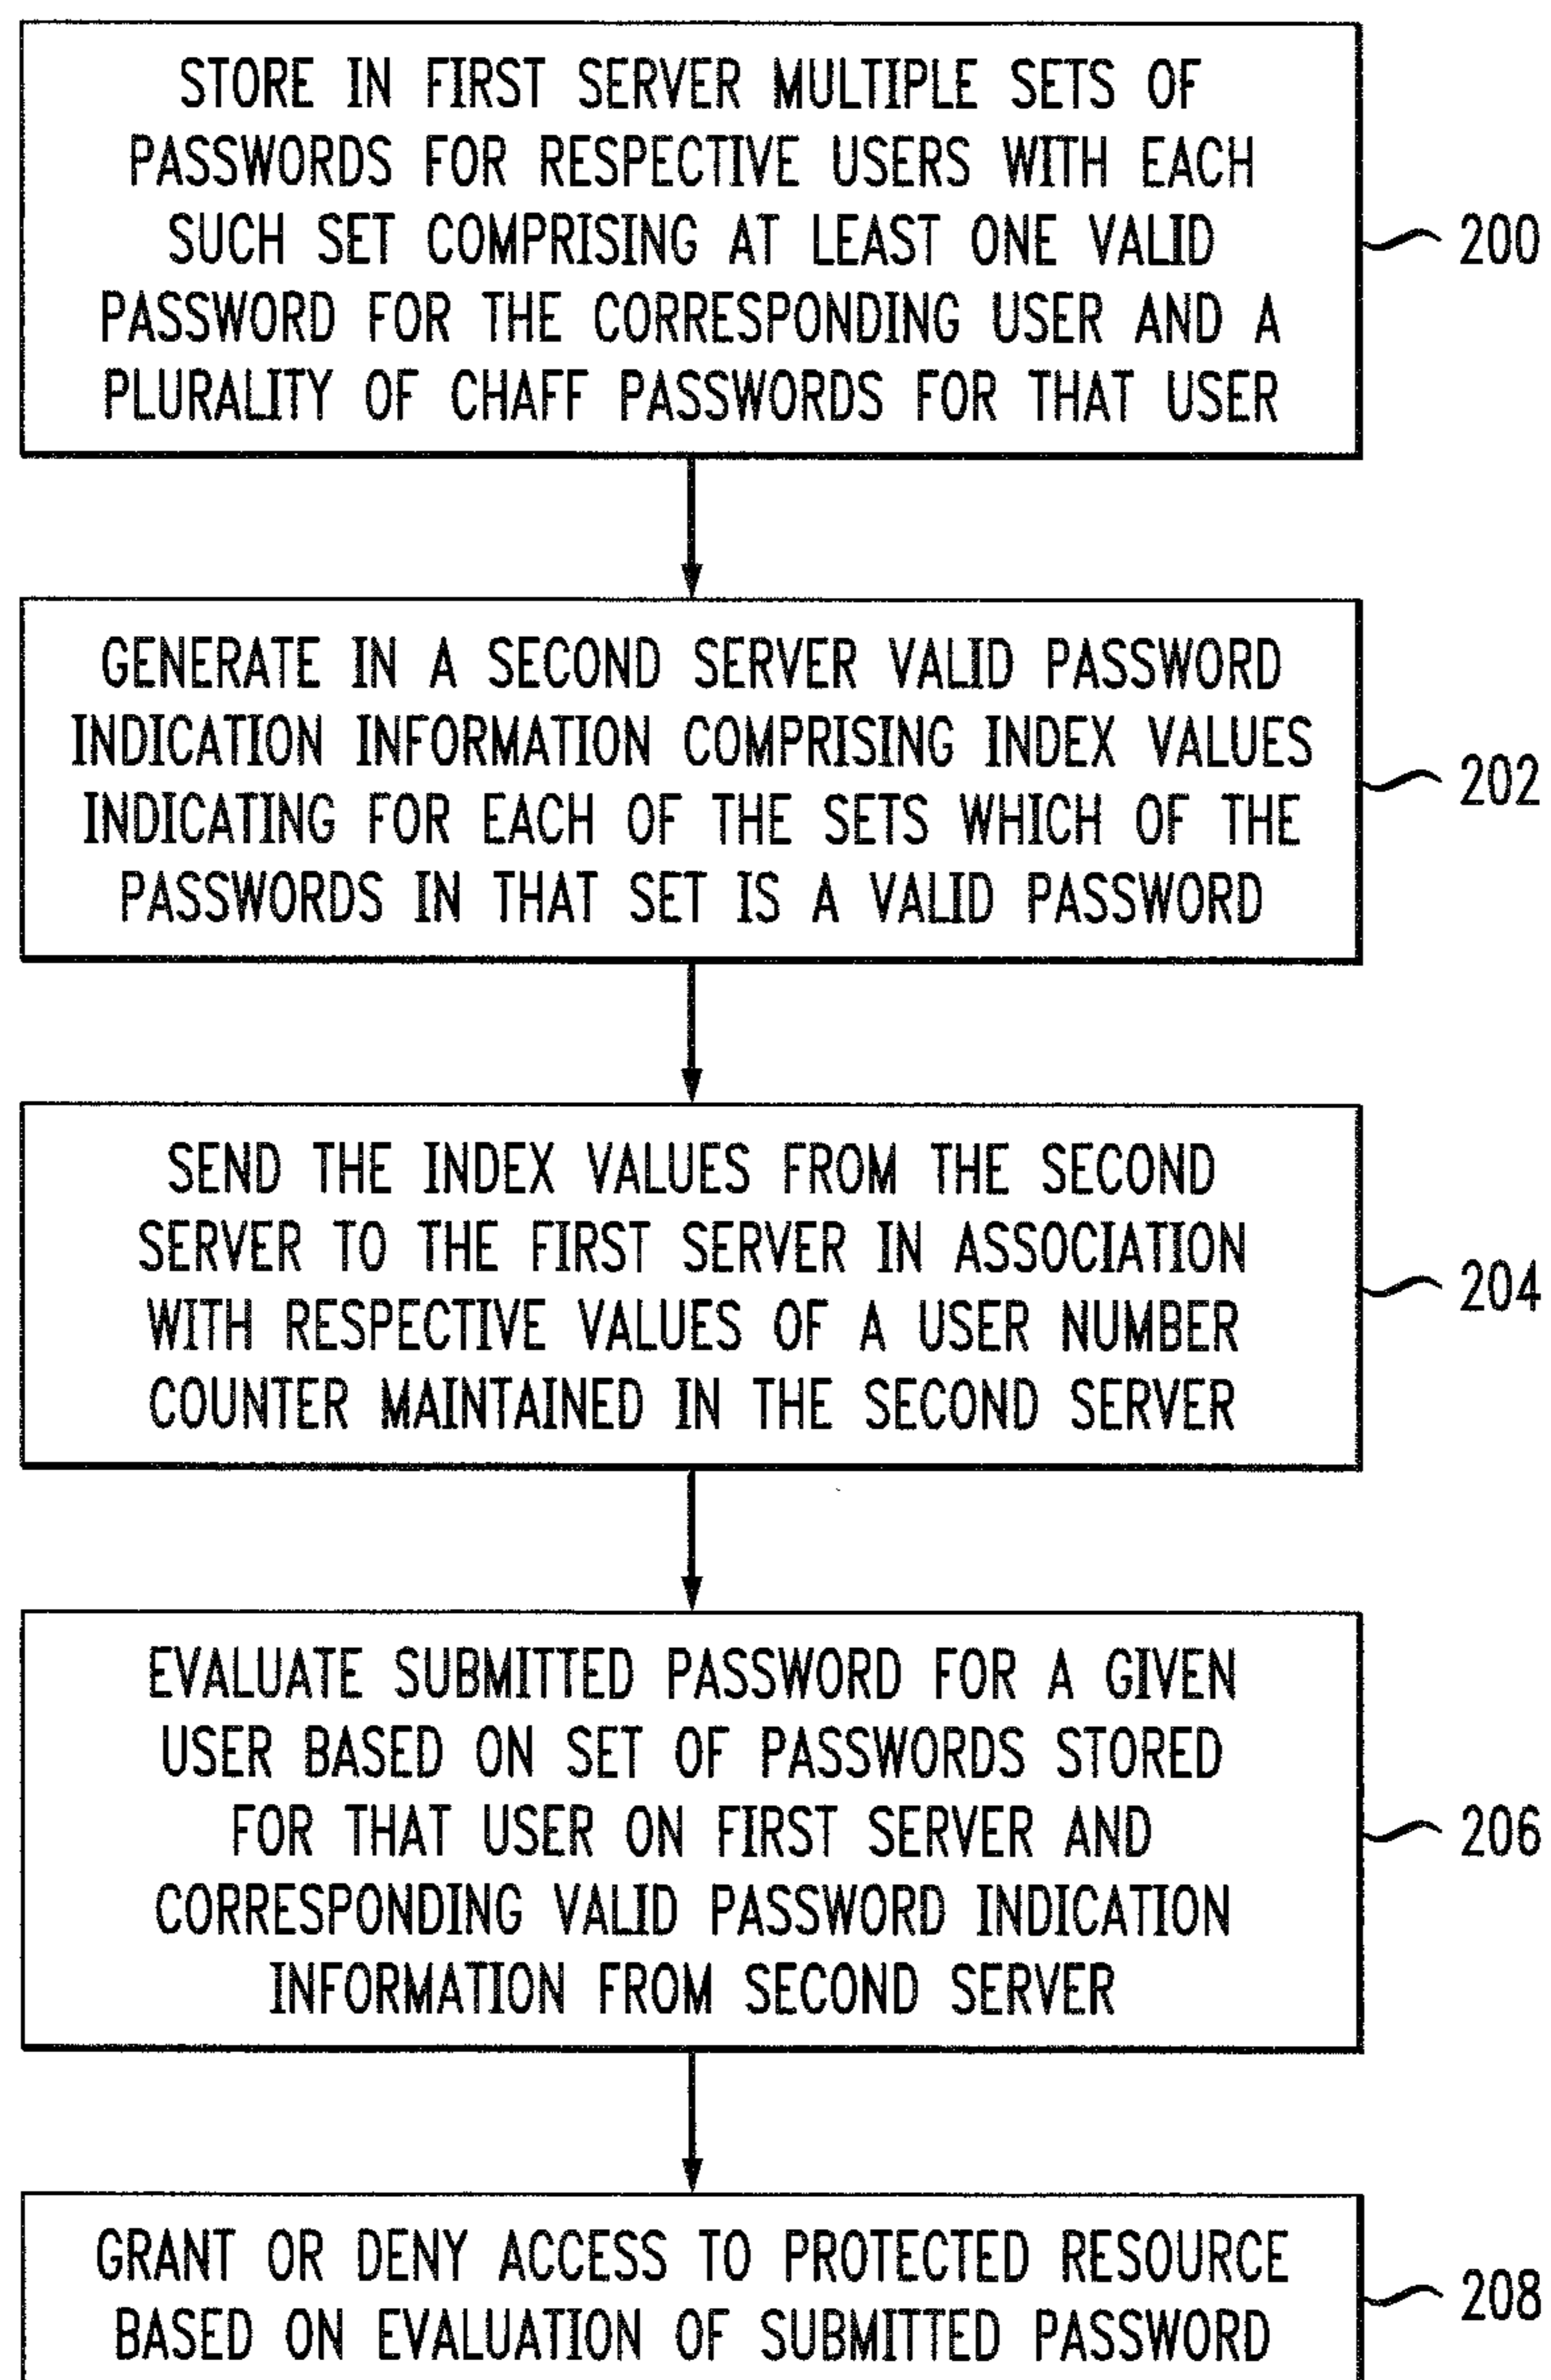 STORE IN FIRST SERVER MULTIPLE SETS OF
PASSWORDS FOR RESPECTIVE USERS WITH EACH
SUCH SET COMPRISING AT LEAST ONE VALID
PASSWORD FOR THE CORRESPONDING USER AND A
PLURALITY OF CHAFF PASSWORDS FOR THAT USER
200
GENERATE IN A SECOND SERVER VALID PASSWORD
INDICATION INFORMATION COMPRISING INDEX VALUES
INDICATING FOR EACH OF THE SETS WHICH OF THE
PASSWORDS IN THAT SET IS A VALID PASSWORD
202
SEND THE INDEX VALUES FROM THE SECOND
SERVER TO THE FIRST SERVER IN ASSOCIATION
WITH RESPECTIVE VALUES OF A USER NUMBER
COUNTER MAINTAINED IN THE SECOND SERVER
204
EVALUATE SUBMITTED PASSWORD FOR A GIVEN
USER BASED ON SET OF PASSWORDS STORED
FOR THAT USER ON FIRST SERVER AND
CORRESPONDING VALID PASSWORD INDICATION
INFORMATION FROM SECOND SERVER
206
GRANT OR DENY ACCESS TO PROTECTED RESOURCE
BASED ON EVALUATION OF SUBMITTED PASSWORD
208